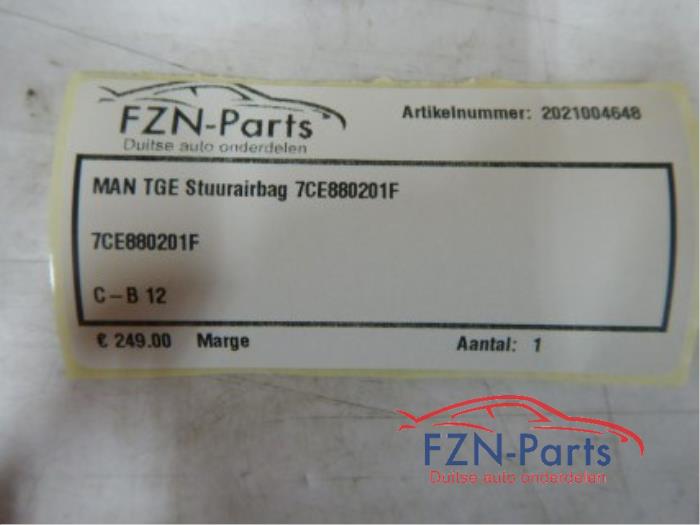 FZN-Parts
Duitse auto onderdelen
Artikelnummer: 2021004648
MAN TGE Stuurairbag 7CE880201F
7CE880201F
C-B 12
€ 249.00 Marge Aantal: 1
FZN-Parts
Duitse auto onderdelen